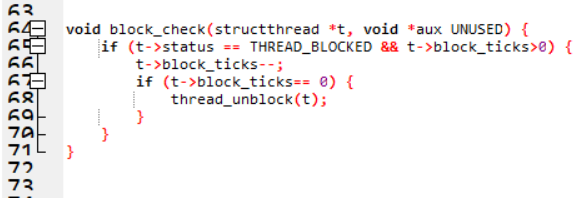 63
64 void block_check(structthread *t, void *aux UNUSED) {
65 if (t->status == THREAD_BLOCKED && t->block_ticks>0) {
66 t->block_ticks--;
67 if (t->block_ticks== 0) {
68 thread_unblock(t);
69 }
70 }
71 }
72
73